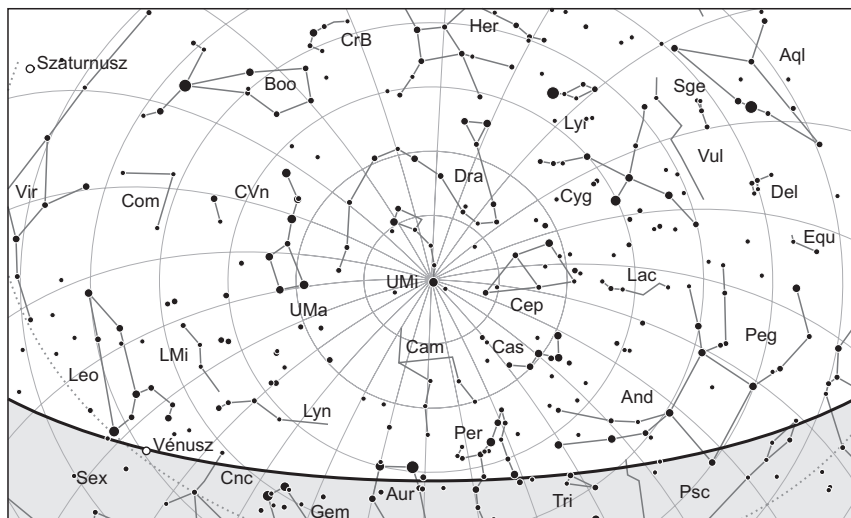 CrB
Her
Szaturnusz
Aql
Boo
Sge
Lyi
Vul
Dra
Vir
Com
CVn
Cyg
Del
Equ
UMi
Lac
UMa
Cep
Peg
LMi
Cam
Cas
Leo
And
Lyn
Per
Vénusz
Sex
Cnc
Aur
Tri
Psc
Gem